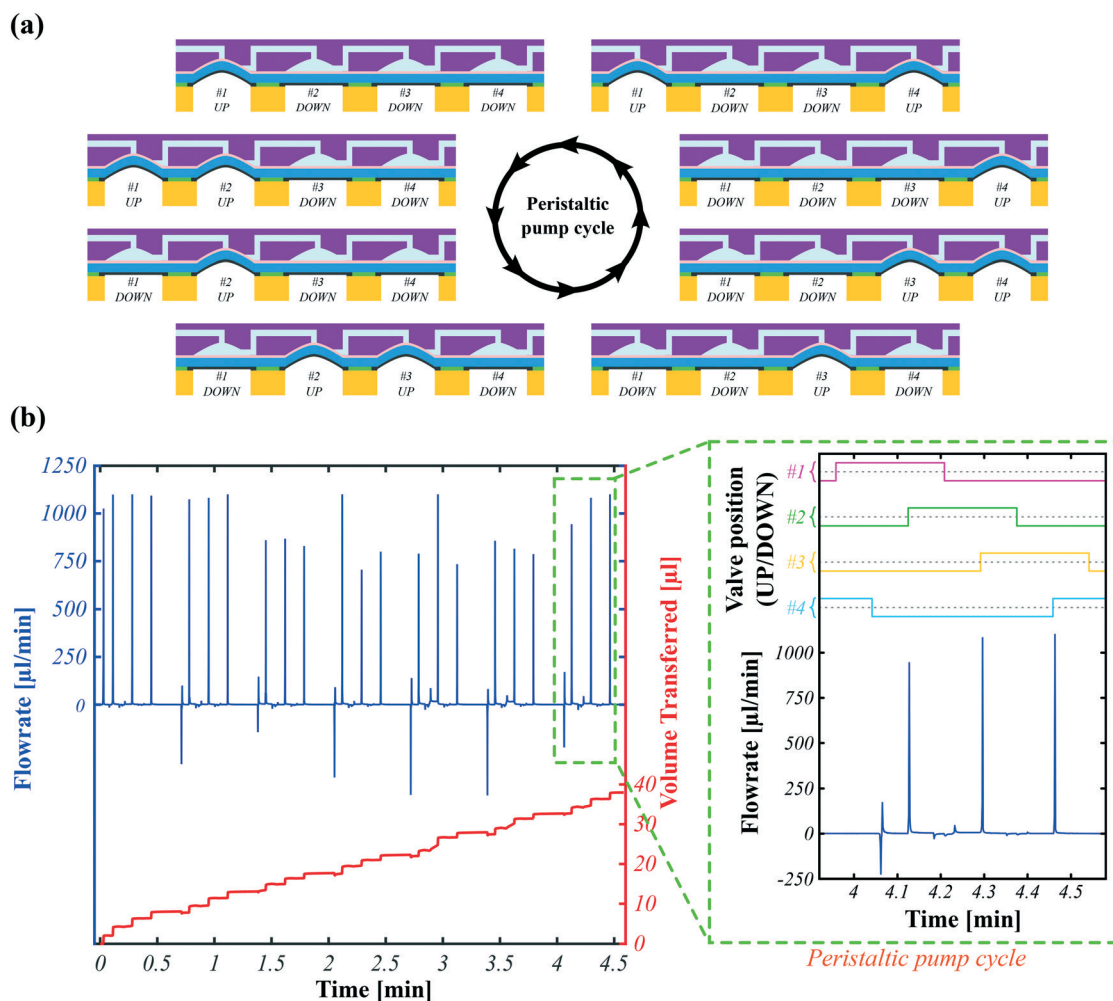 (a)
#1 #2 #3 #4
UP DOWN DOWN DOWN
#1 #2 #3 #4
UP DOWN DOWN UP
#1 #2 #3 #4
UP UP DOWN DOWN
Peristaltic
pump cycle
#1 #2 #3 #4
DOWN DOWN DOWN UP
#1 #2 #3 #4
DOWN UP DOWN DOWN
#1 #2 #3 #4
DOWN DOWN UP UP
#1 #2 #3 #4
DOWN UP UP DOWN
#1 #2 #3 #4
DOWN DOWN UP DOWN
(b)
Flowrate [µl/min]
1250
1000
750
500
250
0
Volume Transferred [µl]
40
30
20
10
0
0 0.5 1 1.5 2 2.5 3 3.5 4 4.5
Time [min]
Valve position
(UP/DOWN)
#1{
#2{
#3{
#4{
Flowrate [µl/min]
1000
750
500
250
0
-250
4 4.1 4.2 4.3 4.4 4.5
Time [min]
Peristaltic pump cycle